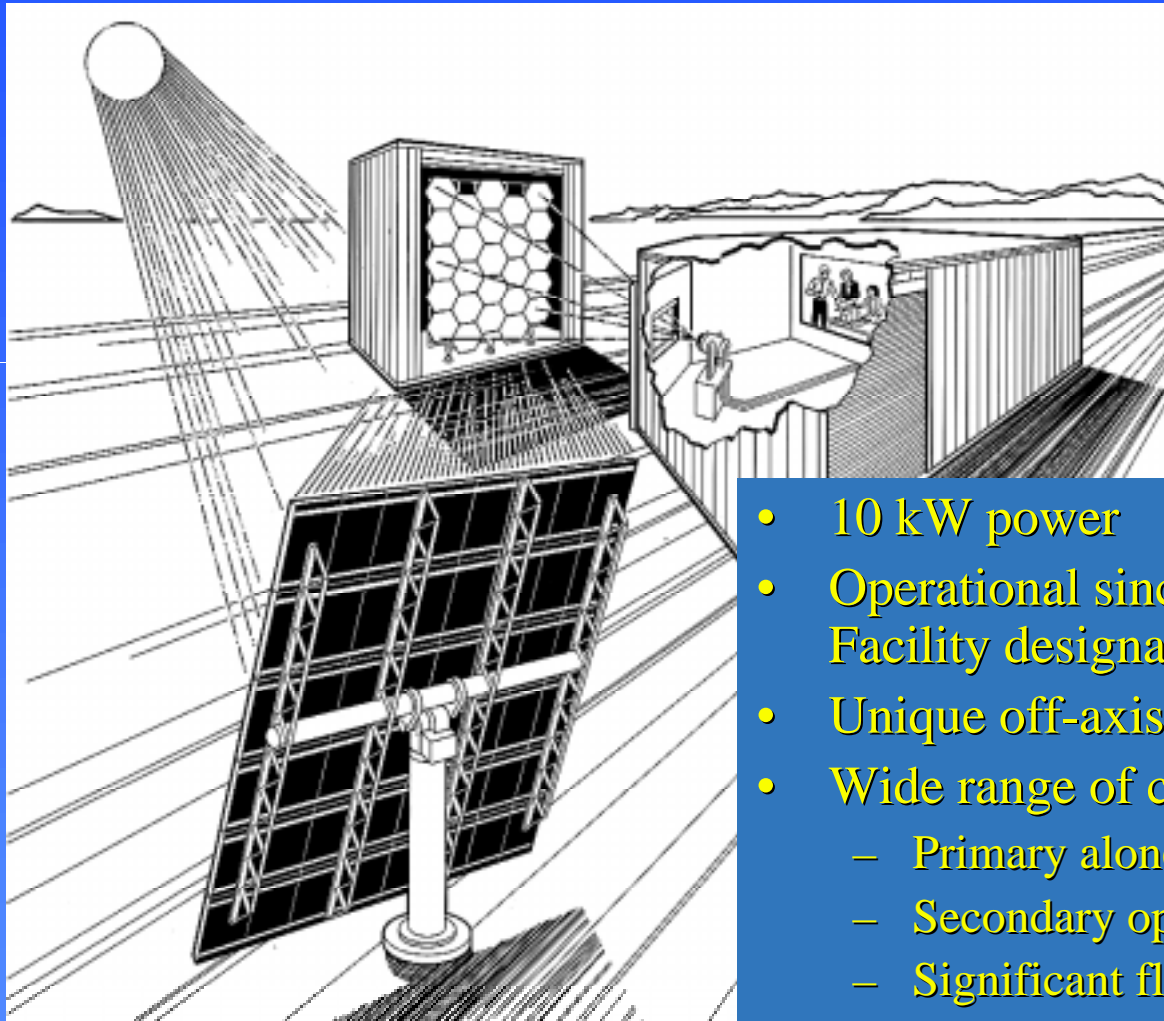 • 10 kW power
• Operational sinc
Facility designa
• Unique off-axis
• Wide range of c
– Primary alon
– Secondary op
– Significant fl